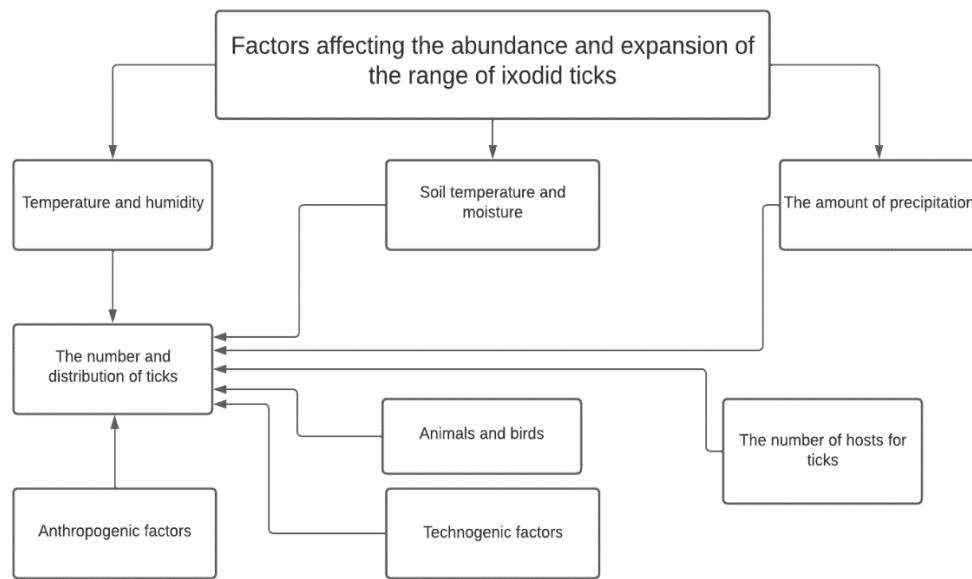 Factors affecting the abundance and expansion of
the range of ixodid ticks
Temperature and humidity
Soil temperature and
moisture
The amount of precipitation
The number and
distribution of ticks
Animals and birds
The number of hosts for
ticks
Anthropogenic factors
Technogenic factors